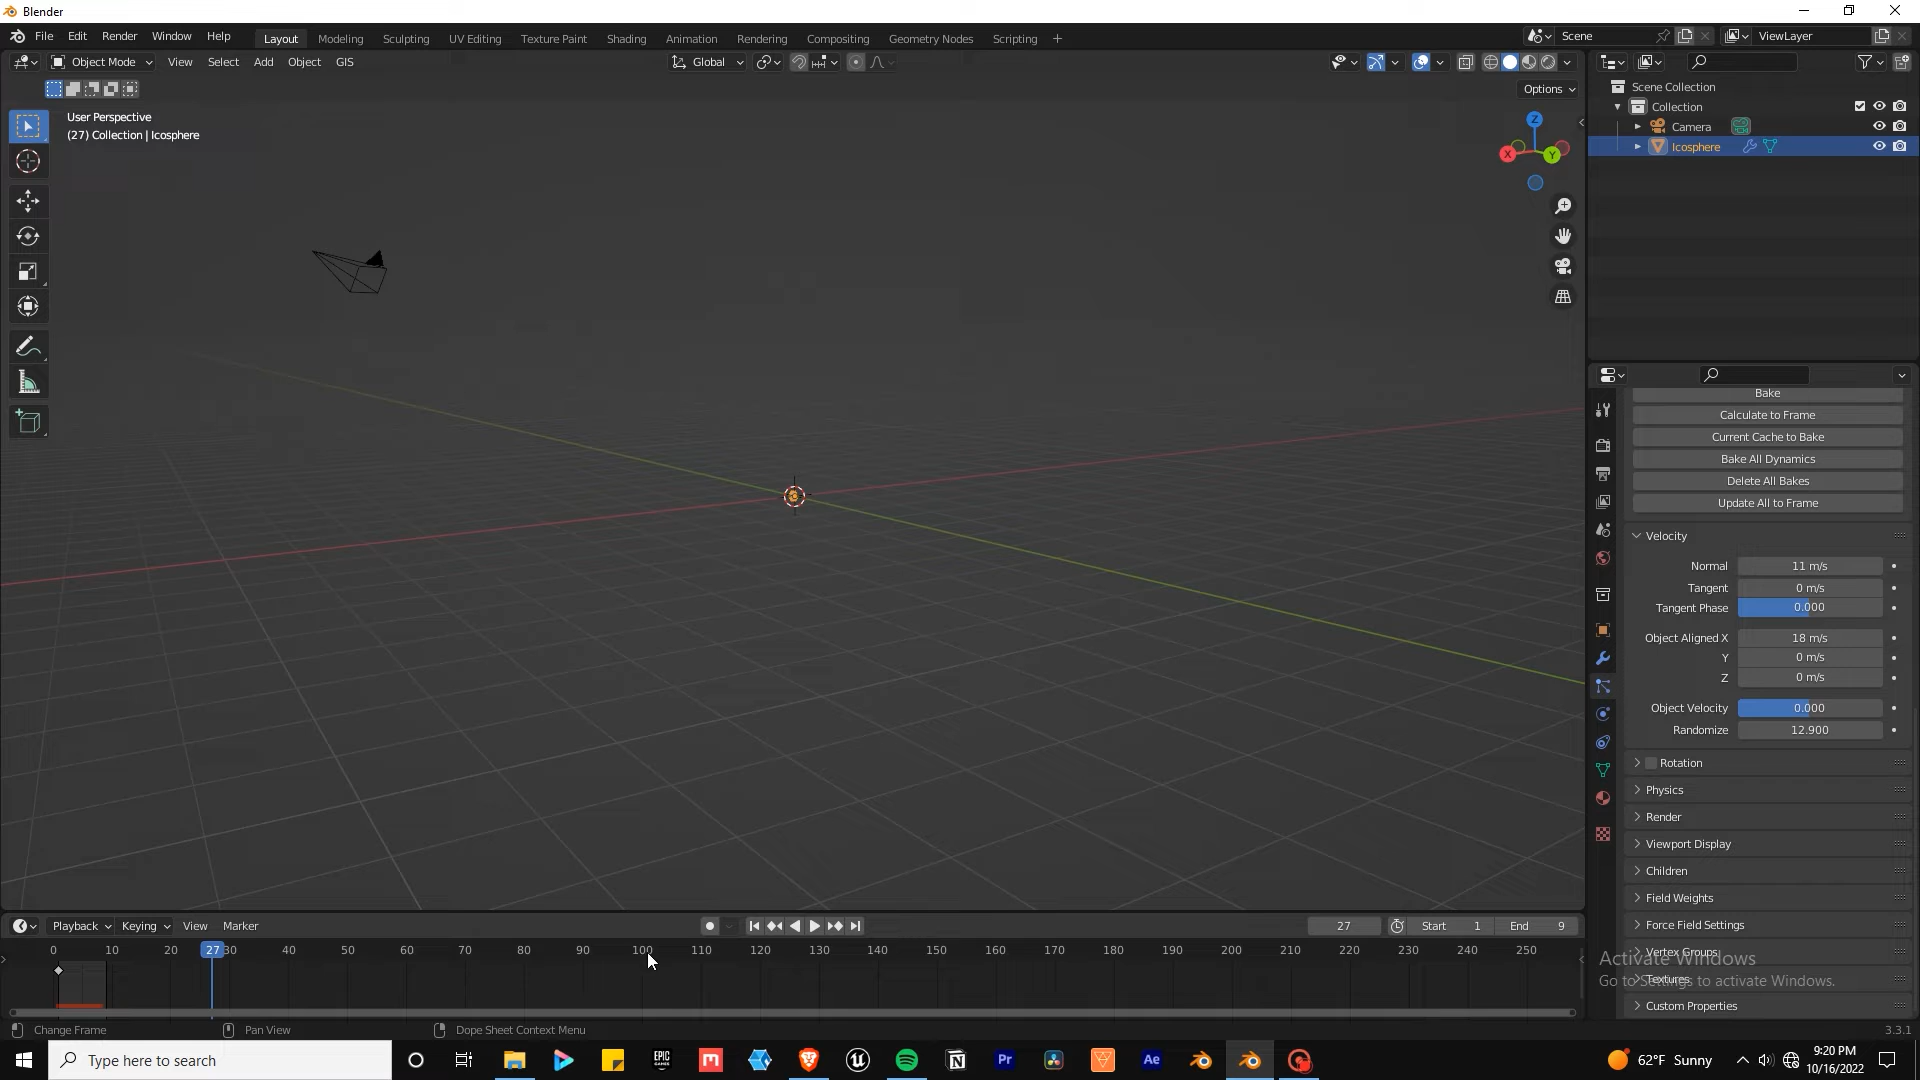 Blender
File Edit Render Window Help
Layout Modeling Sculpting UV Editing Texture Paint Shading Animation Rendering Compositing Geometry Nodes Scripting +
Scene ViewLayer
Object Mode View Select Add Object GIS
Global
Options
User Perspective
(27) Collection | Icosphere
Z
X
Y
Scene Collection
Collection
Camera
Icosphere
Bake
Calculate to Frame
Current Cache to Bake
Bake All Dynamics
Delete All Bakes
Update All to Frame
Velocity
Normal 11 m/s
Tangent 0 m/s
Tangent Phase 0.000
Object Aligned X 18 m/s
Y 0 m/s
Z 0 m/s
Object Velocity 0.000
Randomize 12.900
Rotation
Physics
Render
Viewport Display
Children
Field Weights
Force Field Settings
Vertex Groups
Textures
Custom Properties
Activate Windows
Go to Settings to activate Windows.
Playback Keying View Marker
27 Start 1 End 9
0 10 20 27 30 40 50 60 70 80 90 100 110 120 130 140 150 160 170 180 190 200 210 220 230 240 250
Change Frame Pan View Dope Sheet Context Menu
3.3.1
Type here to search
EPIC GAMES
Pr
Ae
62°F Sunny
9:20 PM
10/16/2022